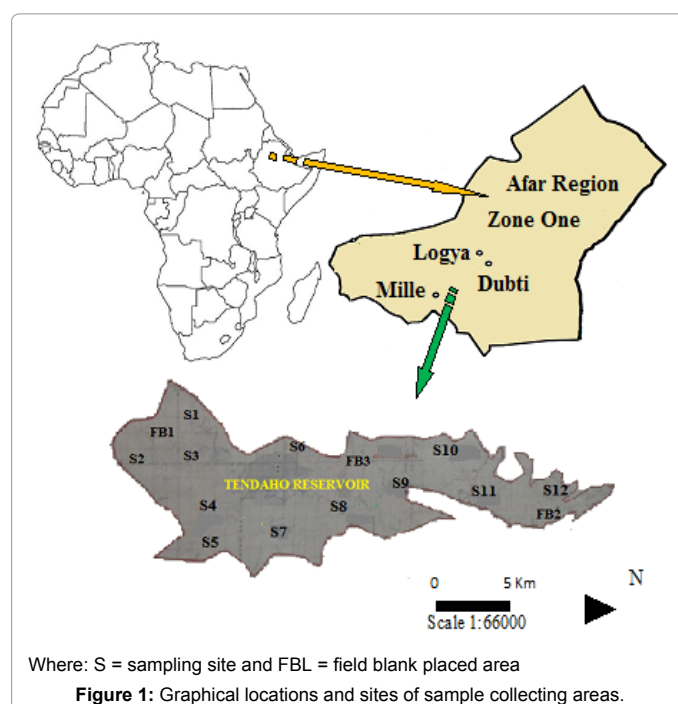 Afar Region
Zone One
Logya
Dubti
Mille
S1
FB1
S2
S3
S6
FB3
S10
TENDAHO RESERVOIR
S9
S11
S12
S4
S8
FB2
S7
S5
0 5 Km
N
Scale 1:66000
Where: S = sampling site and FBL = field blank placed area
Figure 1: Graphical locations and sites of sample collecting areas.